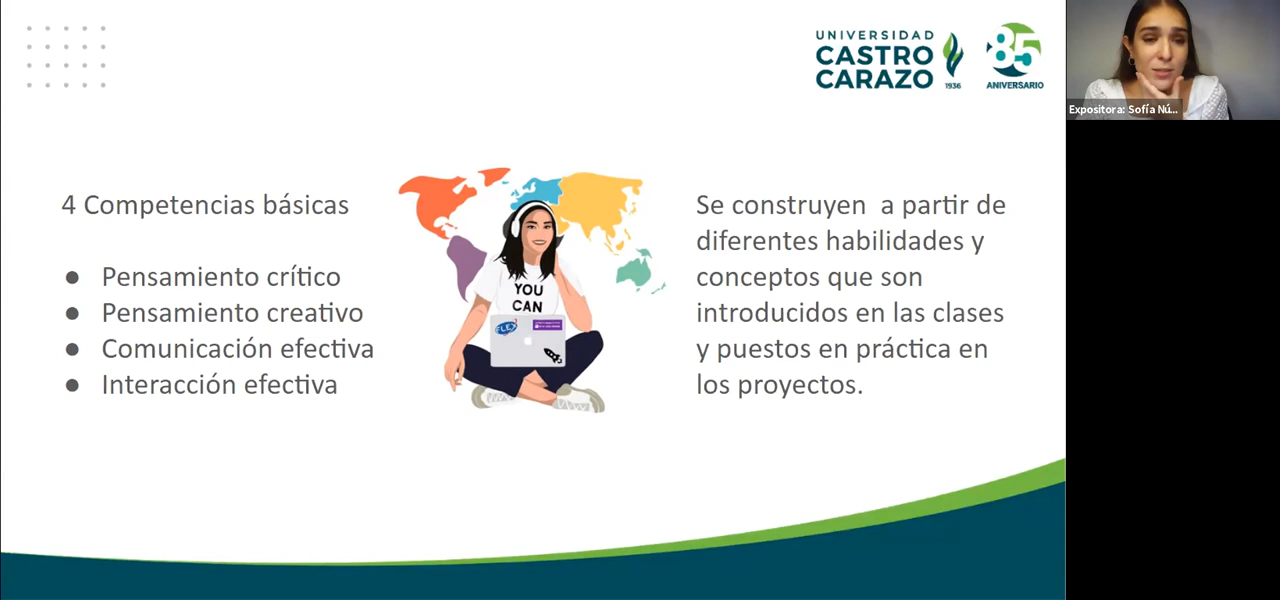 UNIVERSIDAD
CASTRO
CARAZO
1936
85
ANIVERSARIO
Expositora: Sofía Nú...
4 Competencias básicas
● Pensamiento crítico
● Pensamiento creativo
● Comunicación efectiva
● Interacción efectiva
YOU
CAN
FLEX
Se construyen a partir de
diferentes habilidades y
conceptos que son
introducidos en las clases
y puestos en práctica en
los proyectos.